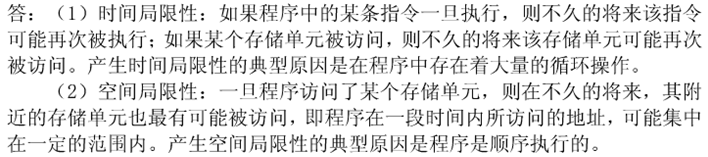 答：（1）时间局限性：如果程序中的某条指令一旦执行，则不久的将来该指令
可能再次被执行；如果某个存储单元被访问，则不久的将来该存储单元可能再次
被访问。产生时间局限性的典型原因是在程序中存在着大量的循环操作。
（2）空间局限性：一旦程序访问了某个存储单元，则在不久的将来，其附
近的存储单元也最有可能被访问，即程序在一段时间内所访问的地址，可能集中
在一定的范围内。产生空间局限性的典型原因是程序是顺序执行的。